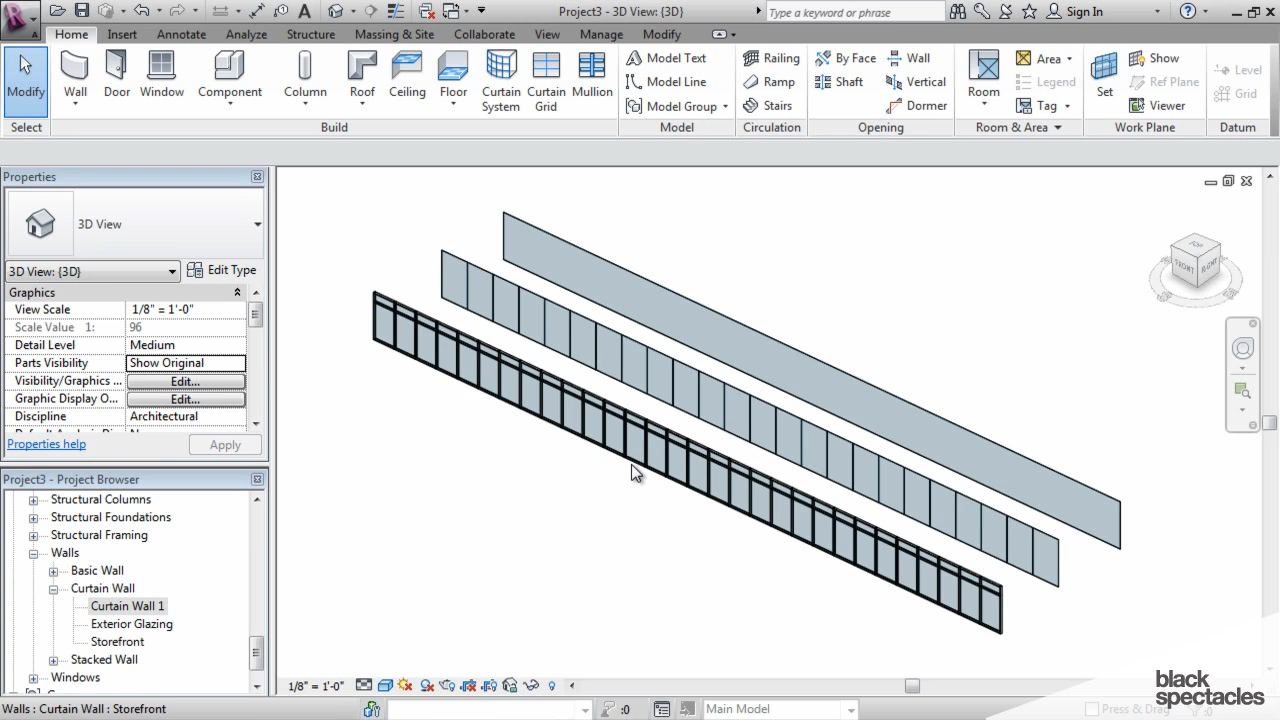 Project3 - 3D View: {3D}
Type a keyword or phrase
Sign In
Home Insert Annotate Analyze Structure Massing & Site Collaborate View Manage Modify
Modify
Wall
Door
Window
Component
Column
Roof
Ceiling
Floor
Curtain System
Curtain Grid
Mullion
Model Text
Model Line
Model Group
Railing
Ramp
Stairs
By Face
Shaft
Wall
Vertical
Dormer
Room
Area
Legend
Tag
Set
Show
Ref Plane
Viewer
Level
Grid
Select
Build
Model
Circulation
Opening
Room & Area
Work Plane
Datum
Properties
3D View
3D View: {3D}
Edit Type
Graphics
View Scale 1/8" = 1'-0"
Scale Value 1: 96
Detail Level Medium
Parts Visibility Show Original
Visibility/Graphics ... Edit...
Graphic Display O... Edit...
Discipline Architectural
Properties help
Apply
Project3 - Project Browser
Structural Columns
Structural Foundations
Structural Framing
Walls
Basic Wall
Curtain Wall
Curtain Wall 1
Exterior Glazing
Storefront
Stacked Wall
Windows
TOP
FRONT
RIGHT
1/8" = 1'-0"
black
spectacles
Walls : Curtain Wall : Storefront
:0
Main Model
Press & Drag
:0